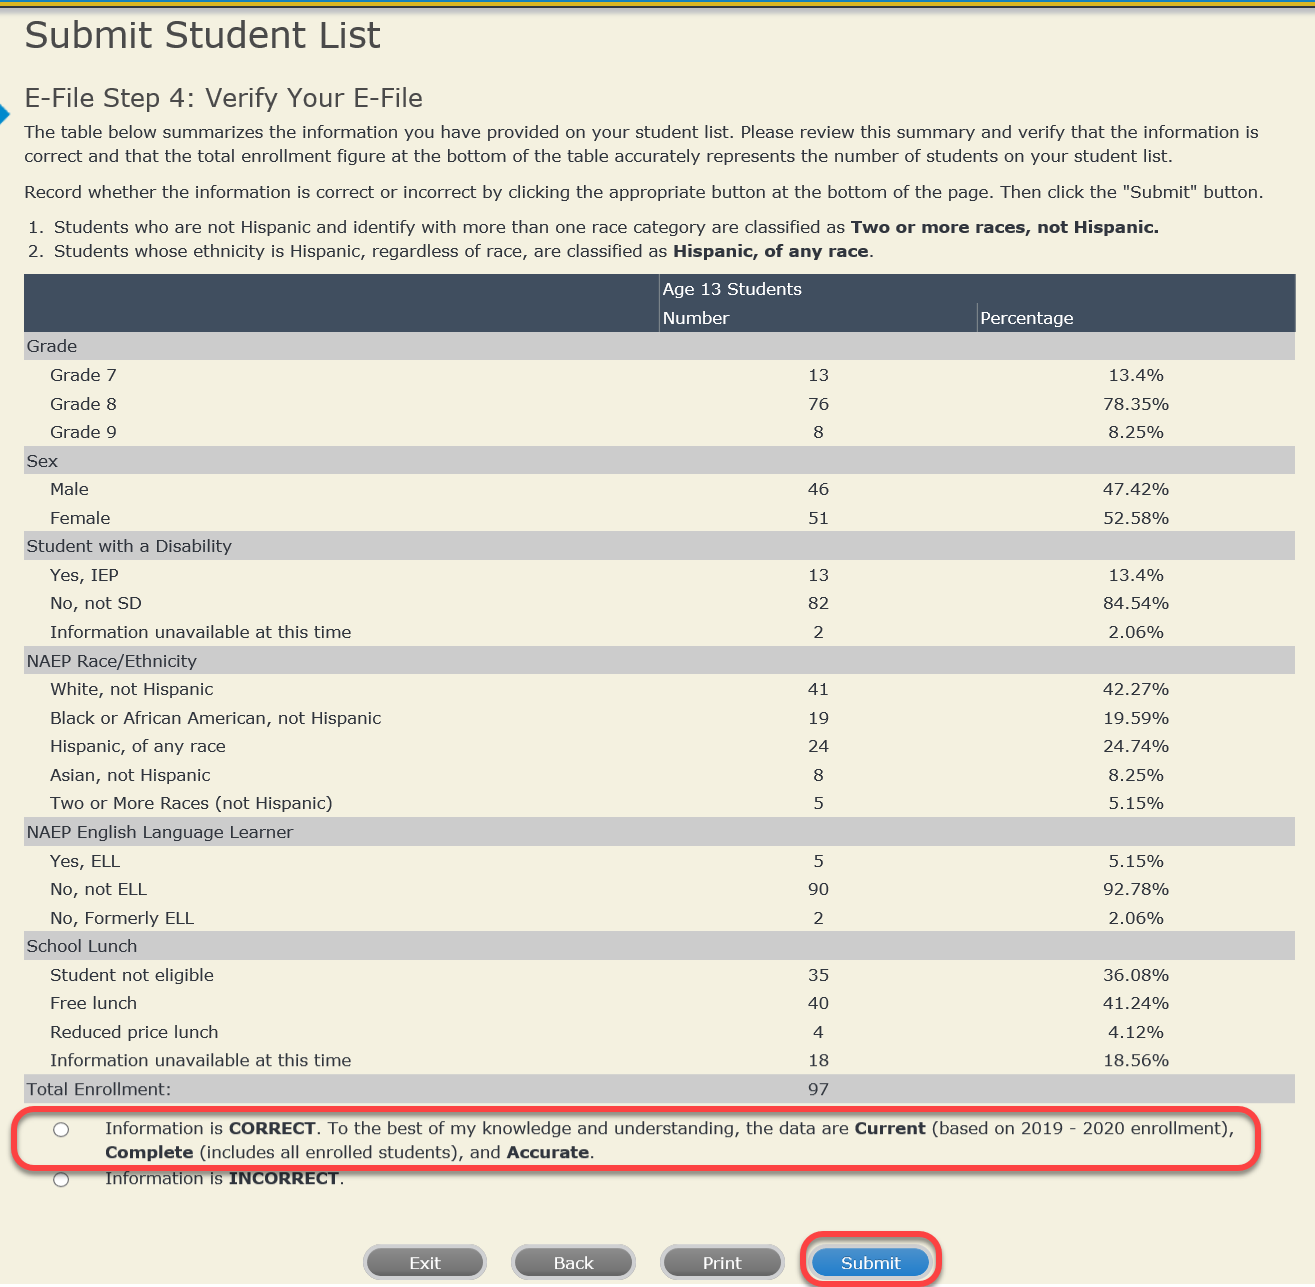 Submit Student List
E-File Step 4: Verify Your E-File
The table below summarizes the information you have provided on your student list. Please review this summary and verify that the information is
correct and that the total enrollment figure at the bottom of the table accurately represents the number of students on your student list.
Record whether the information is correct or incorrect by clicking the appropriate button at the bottom of the page. Then click the "Submit" button.
1. Students who are not Hispanic and identify with more than one race category are classified as Two or more races, not Hispanic.
2. Students whose ethnicity is Hispanic, regardless of race, are classified as Hispanic, of any race.
Age 13 Students
Number Percentage
Grade
Grade 7 13 13.4%
Grade 8 76 78.35%
Grade 9 8 8.25%
Sex
Male 46 47.42%
Female 51 52.58%
Student with a Disability
Yes, IEP 13 13.4%
No, not SD 82 84.54%
Information unavailable at this time 2 2.06%
NAEP Race/Ethnicity
White, not Hispanic 41 42.27%
Black or African American, not Hispanic 19 19.59%
Hispanic, of any race 24 24.74%
Asian, not Hispanic 8 8.25%
Two or More Races (not Hispanic) 5 5.15%
NAEP English Language Learner
Yes, ELL 5 5.15%
No, not ELL 90 92.78%
No, Formerly ELL 2 2.06%
School Lunch
Student not eligible 35 36.08%
Free lunch 40 41.24%
Reduced price lunch 4 4.12%
Information unavailable at this time 18 18.56%
Total Enrollment: 97
Information is CORRECT. To the best of my knowledge and understanding, the data are Current (based on 2019 - 2020 enrollment),
Complete (includes all enrolled students), and Accurate.
Information is INCORRECT.
Exit Back Print Submit